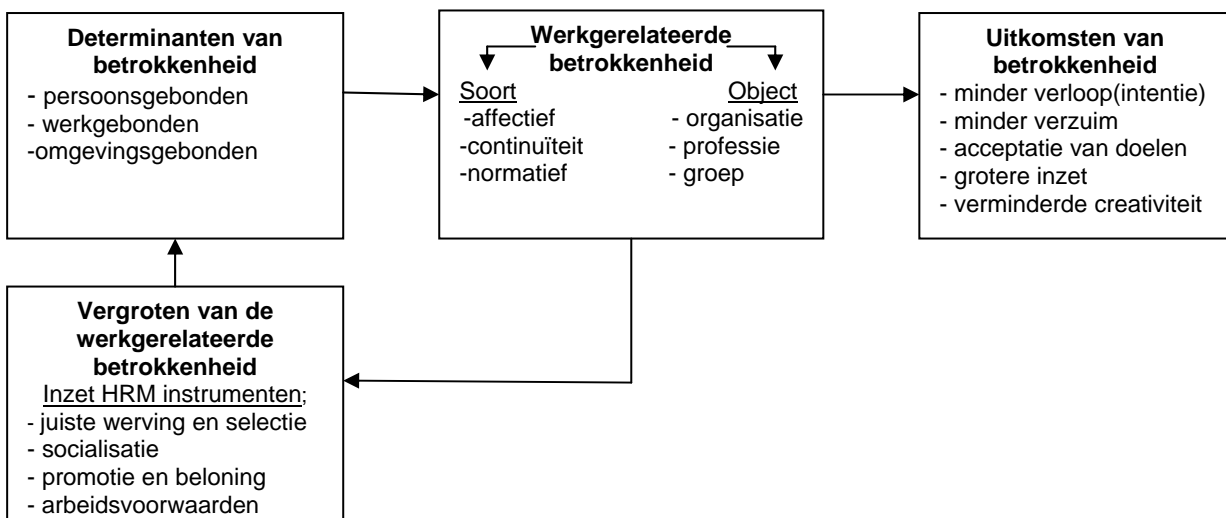 Determinanten van
betrokkenheid
- persoonsgebonden
- werkgebonden
-omgevingsgebonden
Werkgerelateerde
betrokkenheid
Soort
-affectief
-continuïteit
-normatief
Object
- organisatie
- professie
- groep
Uitkomsten van
betrokkenheid
- minder verloop(intentie)
- minder verzuim
- acceptatie van doelen
- grotere inzet
- verminderde creativiteit
Vergroten van de
werkgerelateerde
betrokkenheid
Inzet HRM instrumenten;
- juiste werving en selectie
- socialisatie
- promotie en beloning
- arbeidsvoorwaarden